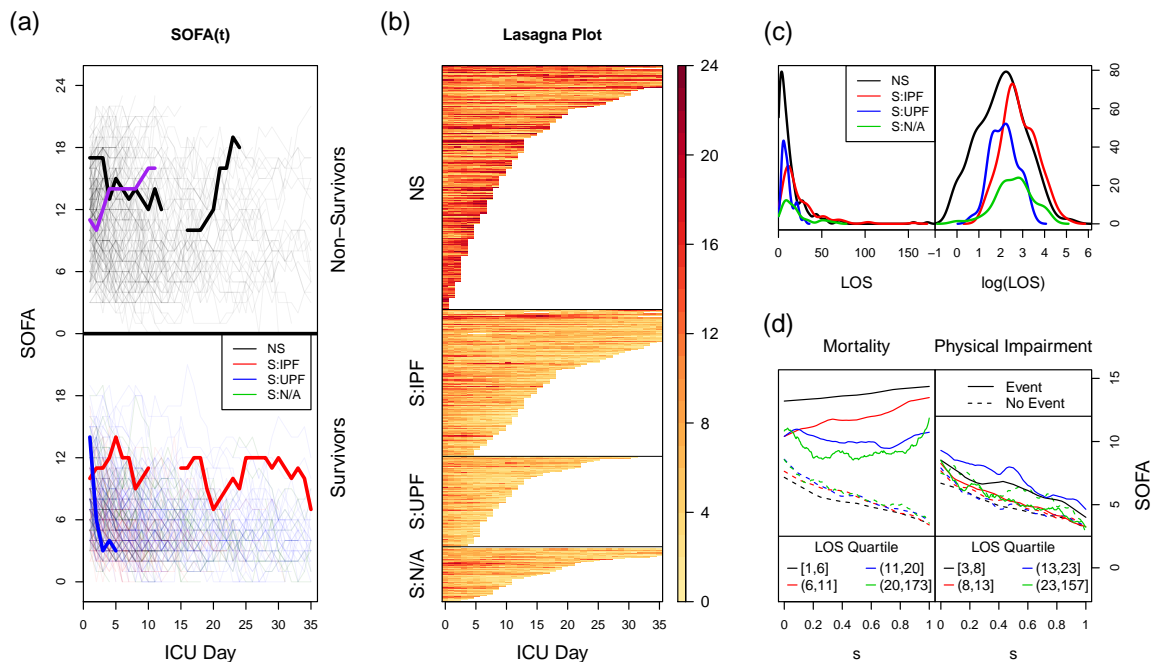 (a)
SOFA(t)
SOFA
24
18
12
6
0
Non−Survivors
NS
S:IPF
S:UPF
S:N/A
18
12
6
0
Survivors
0 5 10 15 20 25 30 35
ICU Day
(b)
Lasagna Plot
NS
S:IPF
S:UPF
S:N/A
0 5 10 15 20 25 30 35
ICU Day
24
20
16
12
8
4
0
(c)
NS
S:IPF
S:UPF
S:N/A
80
60
40
20
0
0 50 100 150
−1 0 1 2 3 4 5 6
LOS
log(LOS)
(d)
Mortality
Physical Impairment
Event
No Event
15
10
5
0
SOFA
LOS Quartile
[1,6]
(11,20]
(6,11]
(20,173]
LOS Quartile
[3,8]
(13,23]
(8,13]
(23,157]
0 0.2 0.4 0.6 0.8 1
0 0.2 0.4 0.6 0.8 1
s
s